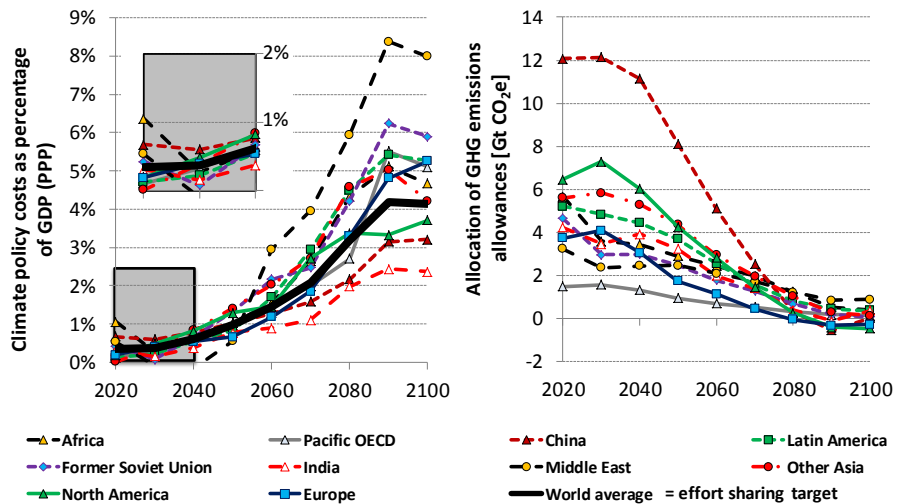 Climate policy costs as percentage
of GDP (PPP)
9%
8%
7%
6%
5%
4%
3%
2%
1%
0%
2%
1%
2020 2040 2060 2080 2100
Allocation of GHG emissions
allowances [Gt CO₂e]
14
12
10
8
6
4
2
0
-2
2020 2040 2060 2080 2100
Africa Pacific OECD China Latin America
Former Soviet Union India Middle East Other Asia
North America Europe World average = effort sharing target